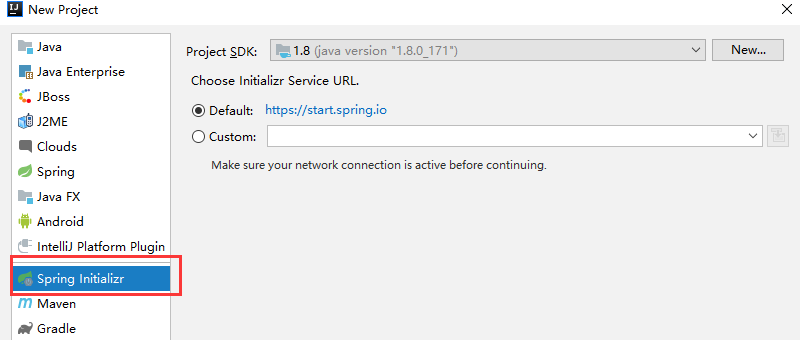 New Project
Java
Java Enterprise
JBoss
J2ME
Clouds
Spring
Java FX
Android
IntelliJ Platform Plugin
Spring Initializr
Maven
Gradle
Project SDK: 1.8 (java version "1.8.0_171") New...
Choose Initializr Service URL.
Default: https://start.spring.io
Custom:
Make sure your network connection is active before continuing.